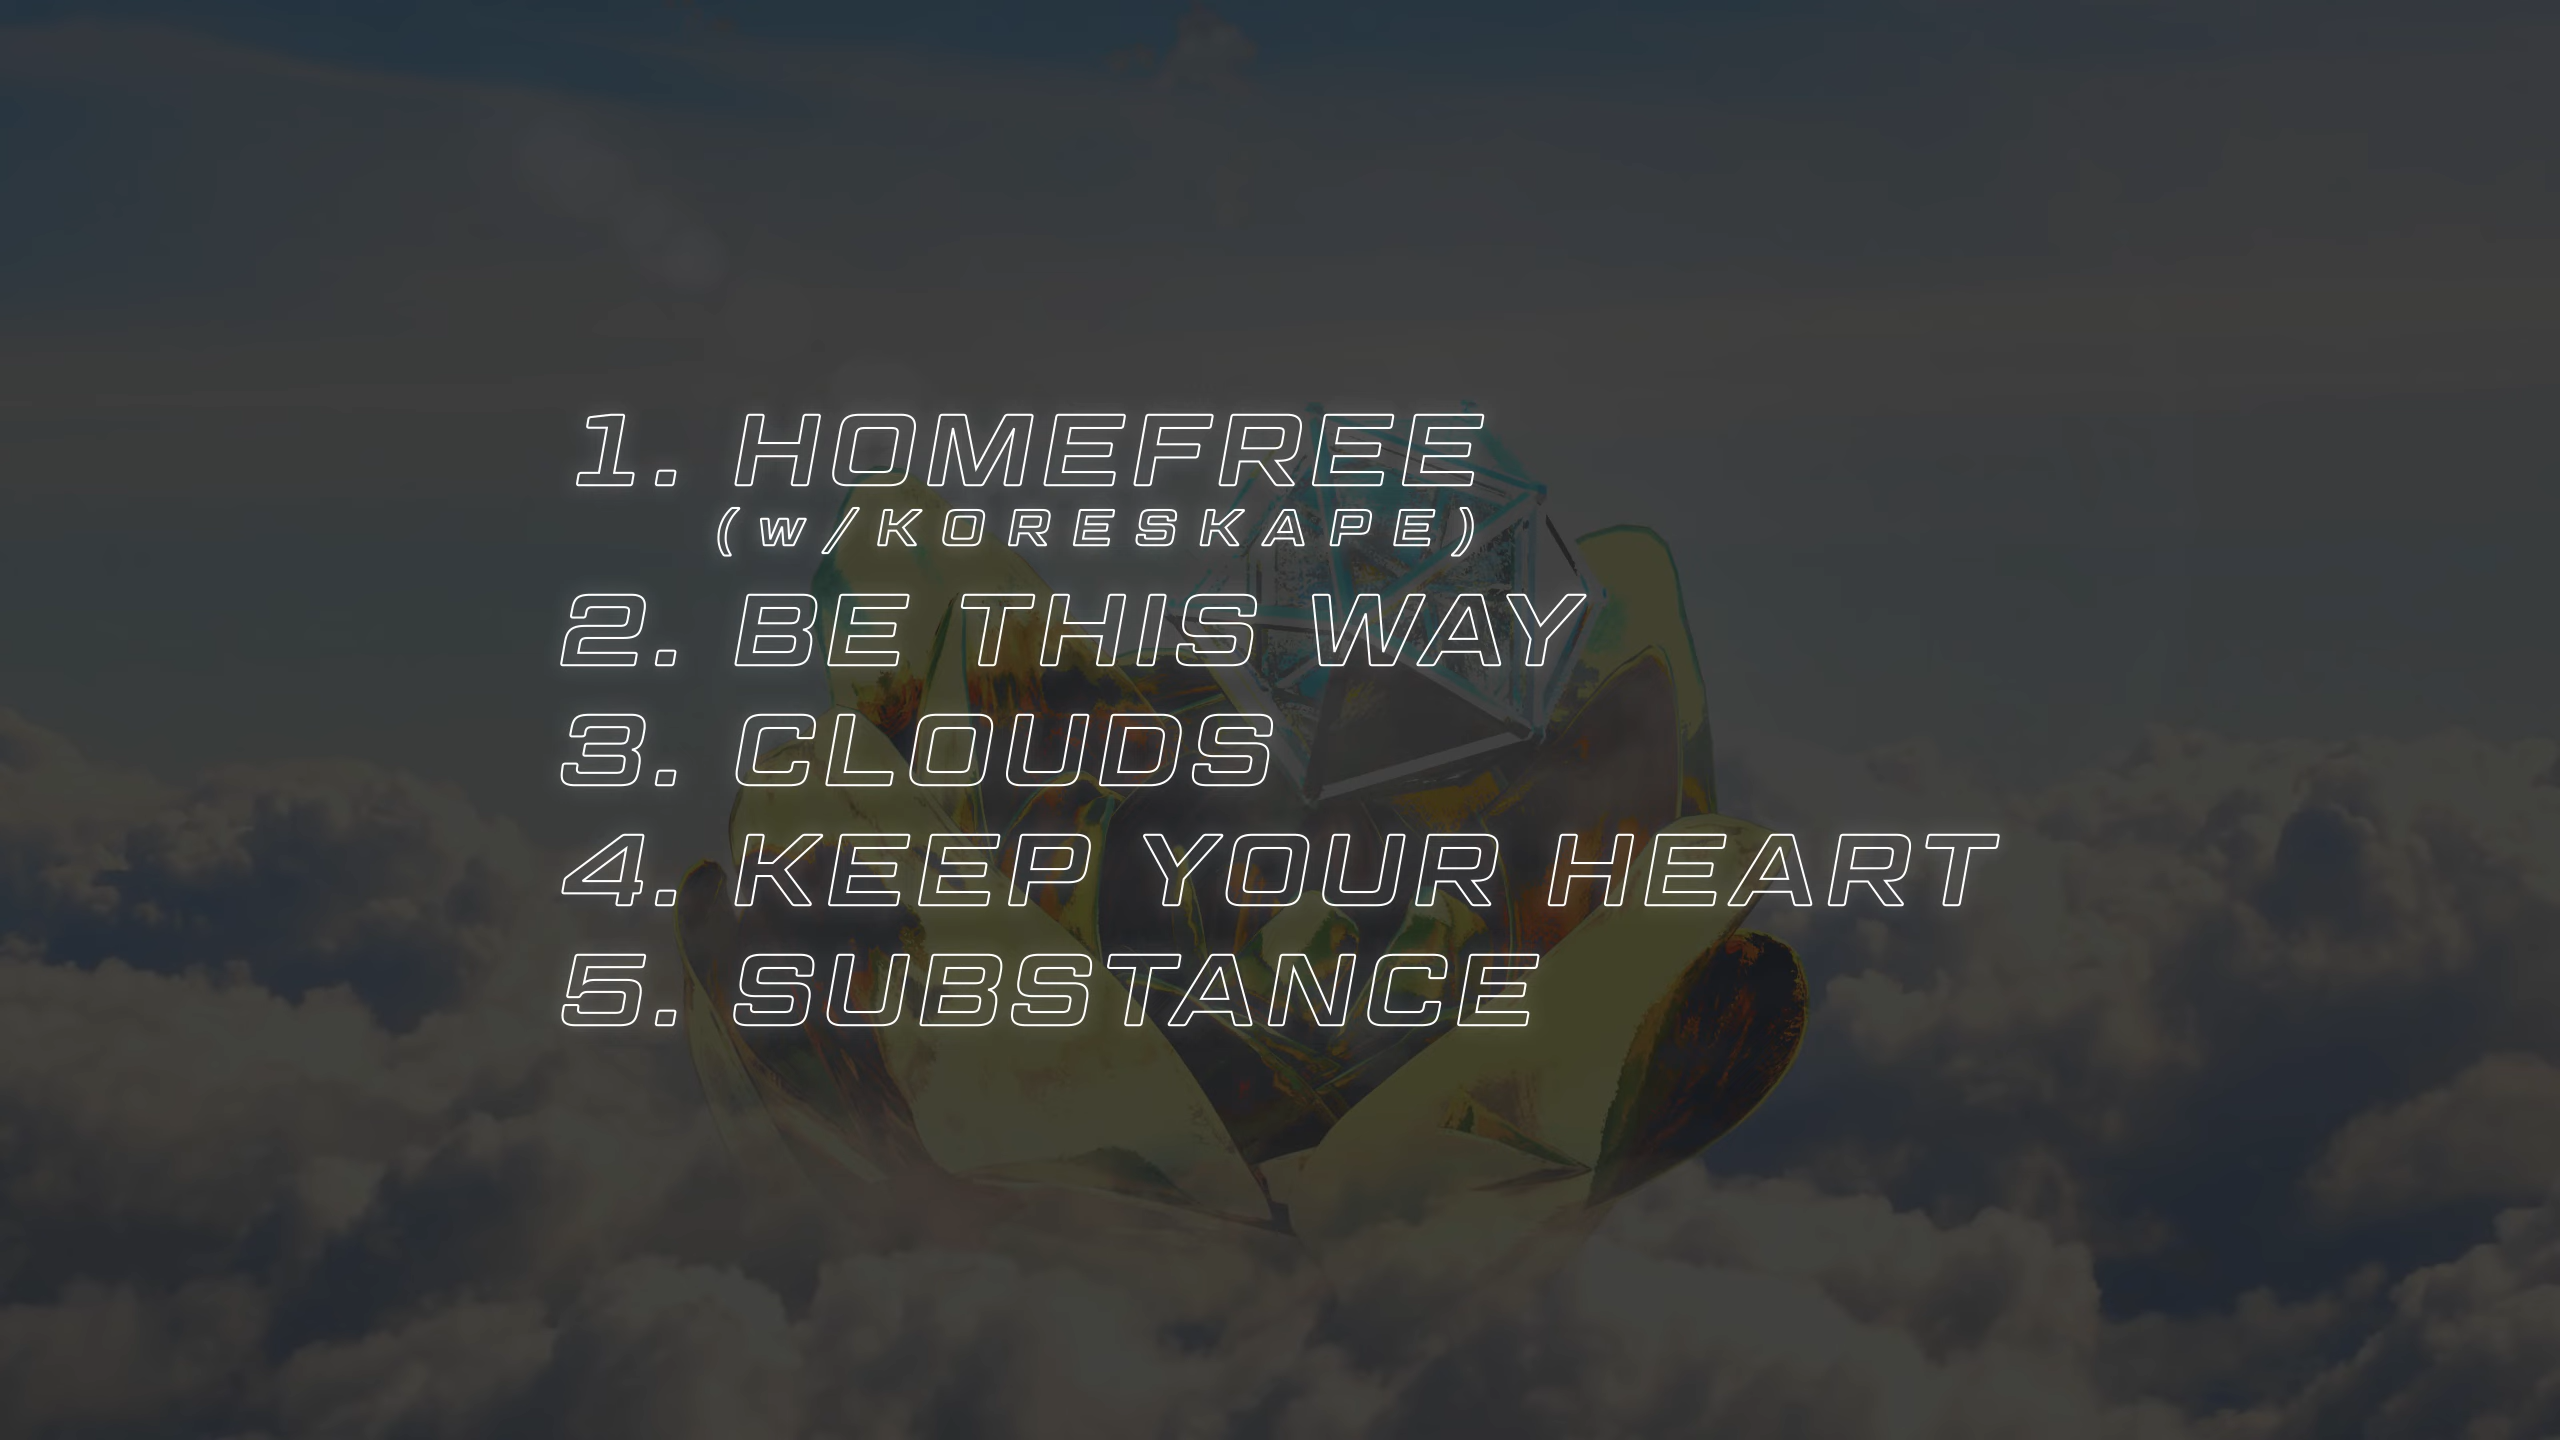 1. HOMEFREE
(w/KORESKAPE)
2. BE THIS WAY
3. CLOUDS
4. KEEP YOUR HEART
5. SUBSTANCE